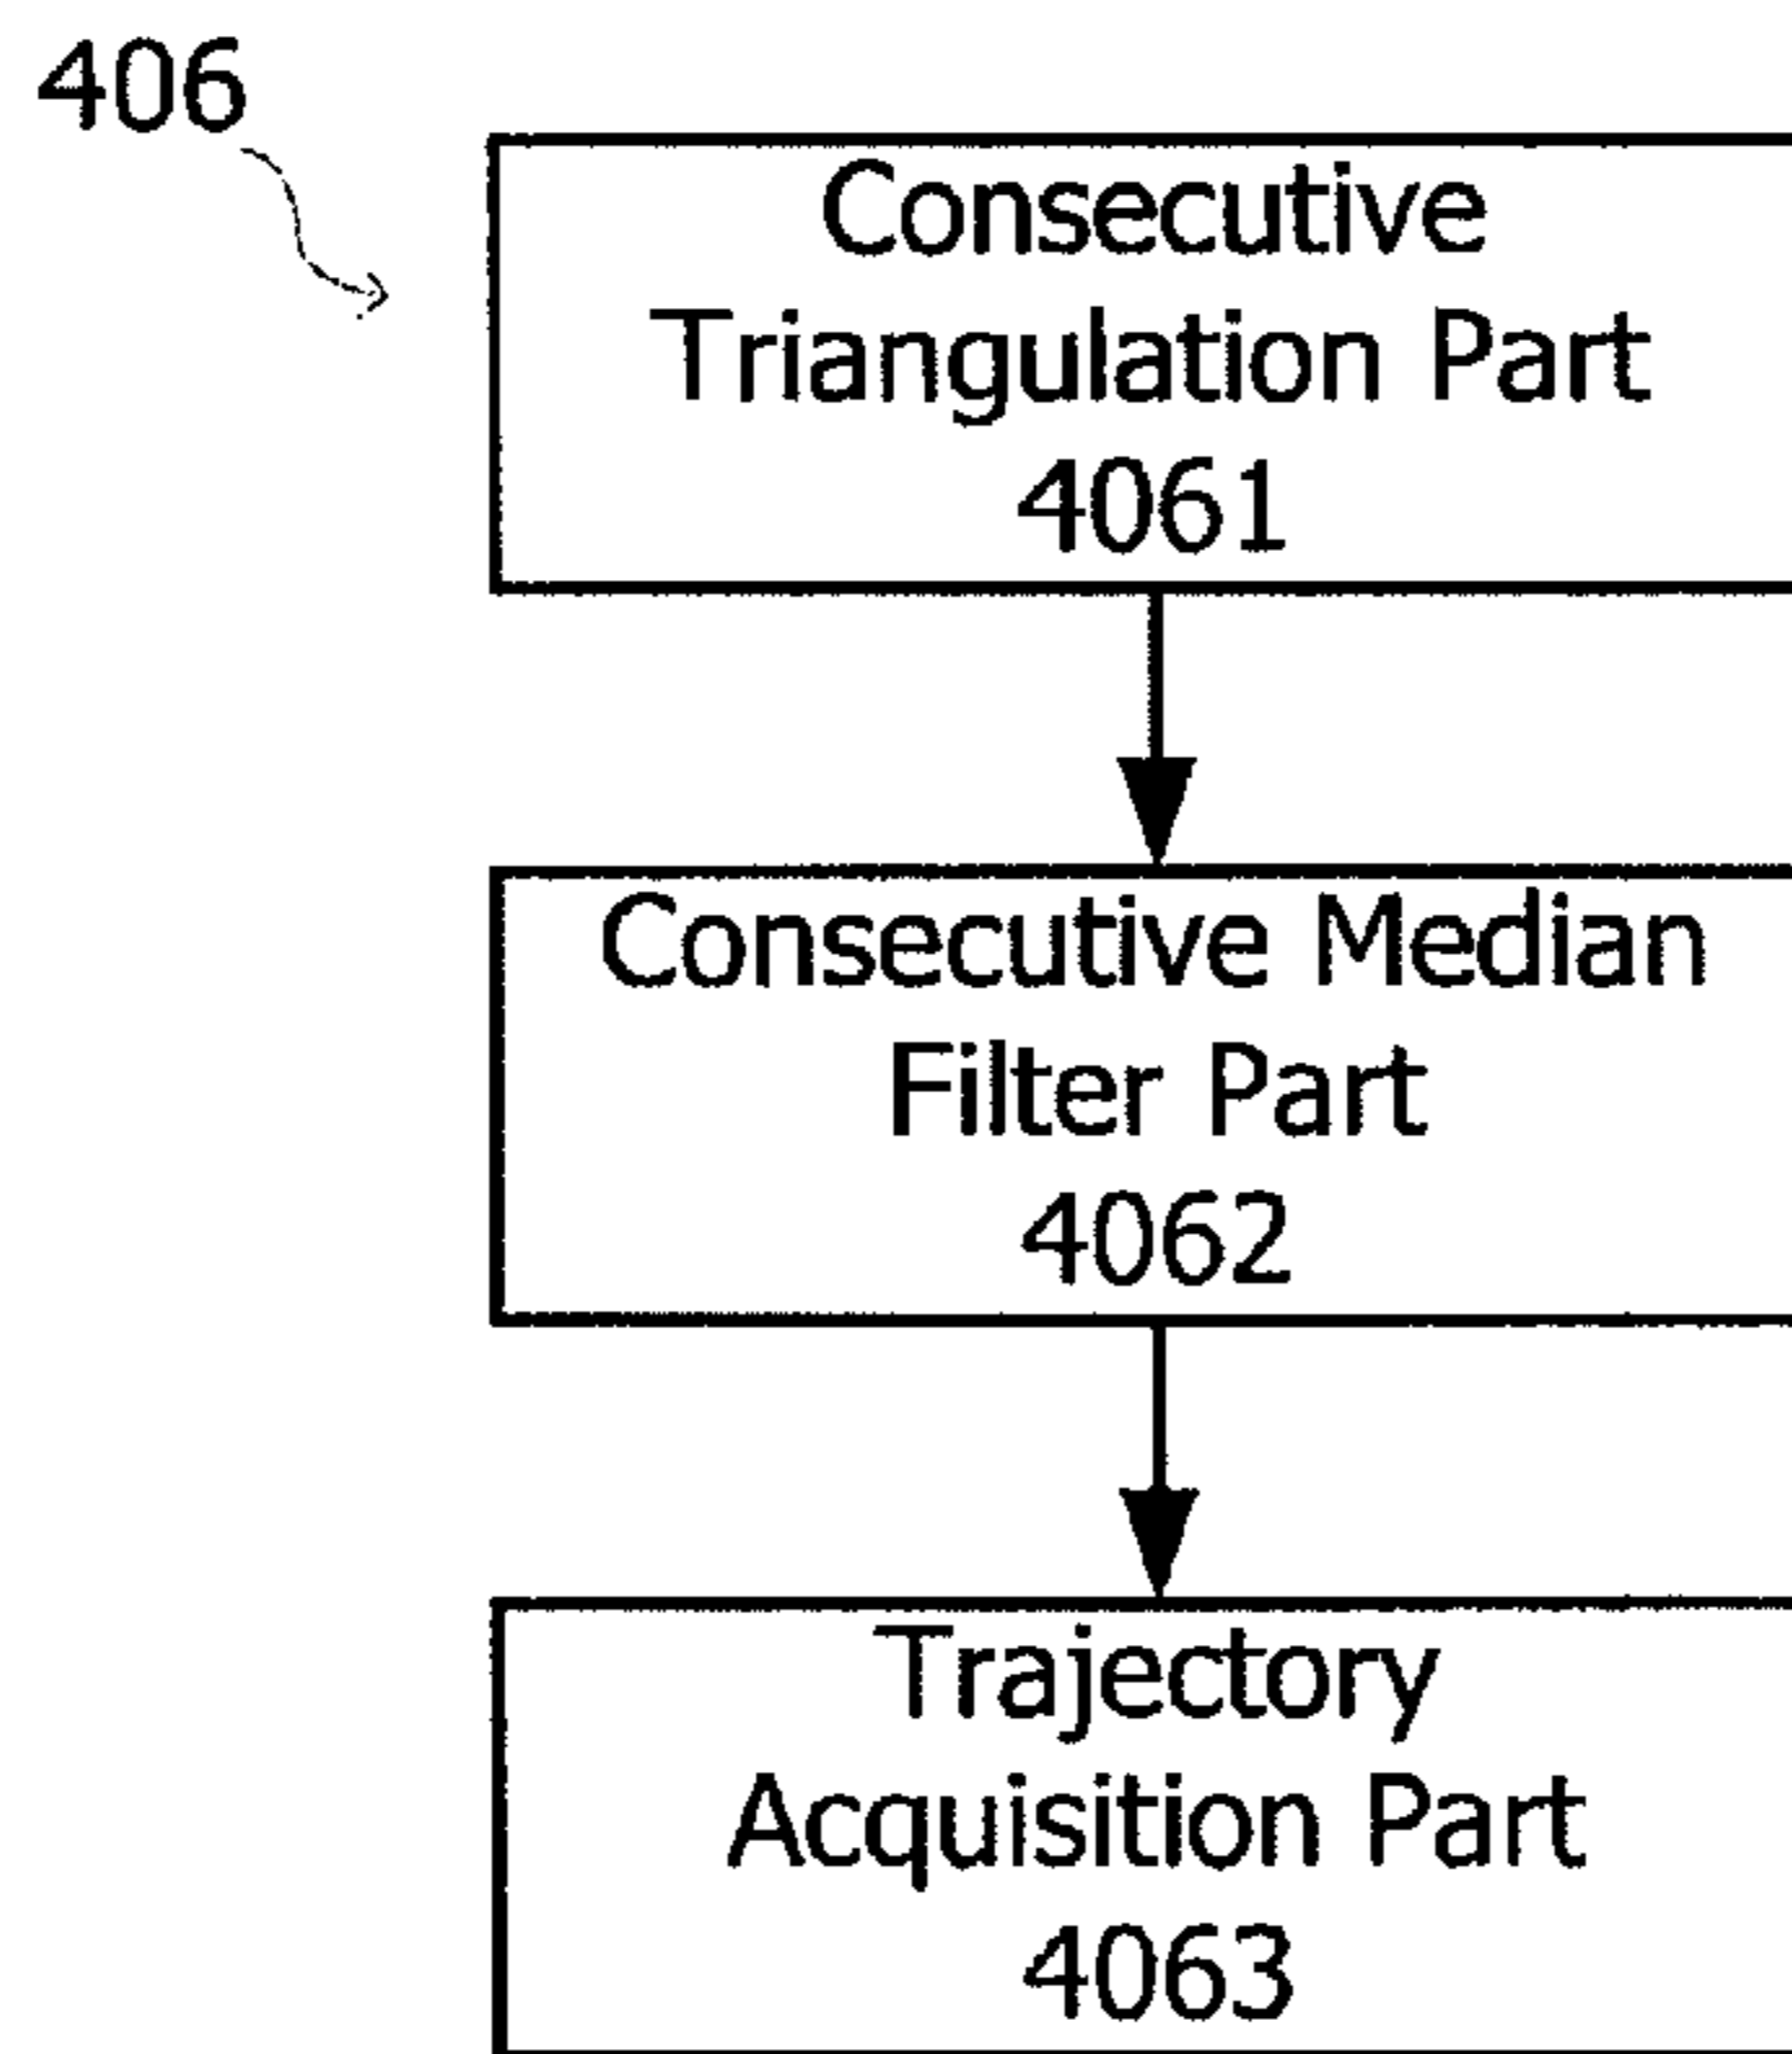 406
Consecutive
Triangulation Part
4061
Consecutive Median
Filter Part
4062
Trajectory
Acquisition Part
4063